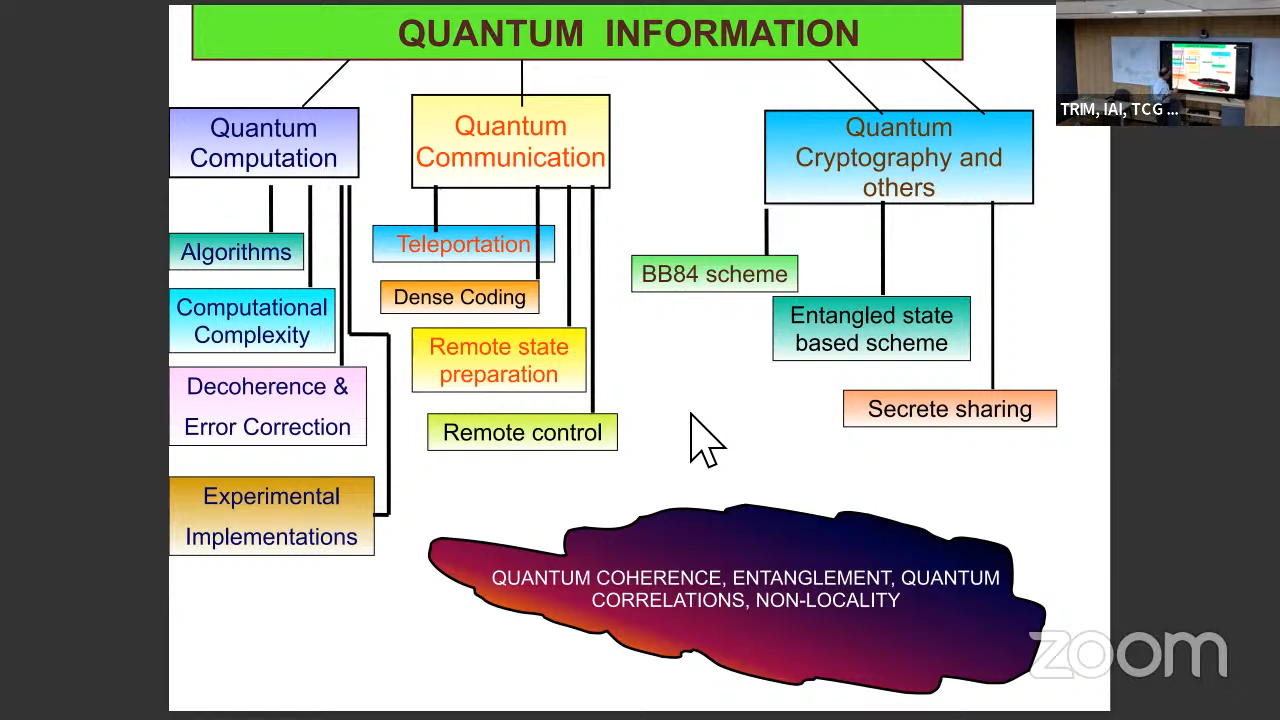 QUANTUM INFORMATION
TRIM, IAI, TCG ...
Quantum
Computation
Quantum
Communication
Quantum
Cryptography and
others
Algorithms
Computational
Complexity
Decoherence &
Error Correction
Experimental
Implementations
Teleportation
Dense Coding
Remote state
preparation
Remote control
BB84 scheme
Entangled state
based scheme
Secrete sharing
QUANTUM COHERENCE, ENTANGLEMENT, QUANTUM
CORRELATIONS, NON-LOCALITY
zoom